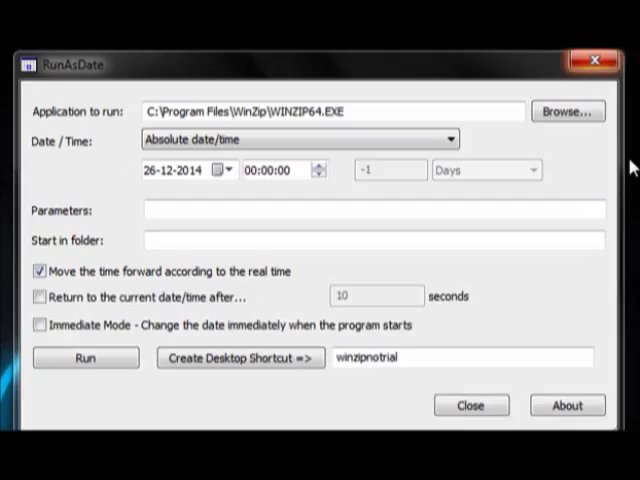 RunAsDate
Application to run: C:\Program Files\WinZip\WINZIP64.EXE Browse...
Date / Time: Absolute date/time
26-12-2014 00:00:00 -1 Days
Parameters:
Start in folder:
Move the time forward according to the real time
Return to the current date/time after... 10 seconds
Immediate Mode - Change the date immediately when the program starts
Run Create Desktop Shortcut => winzipnotrial
Close About